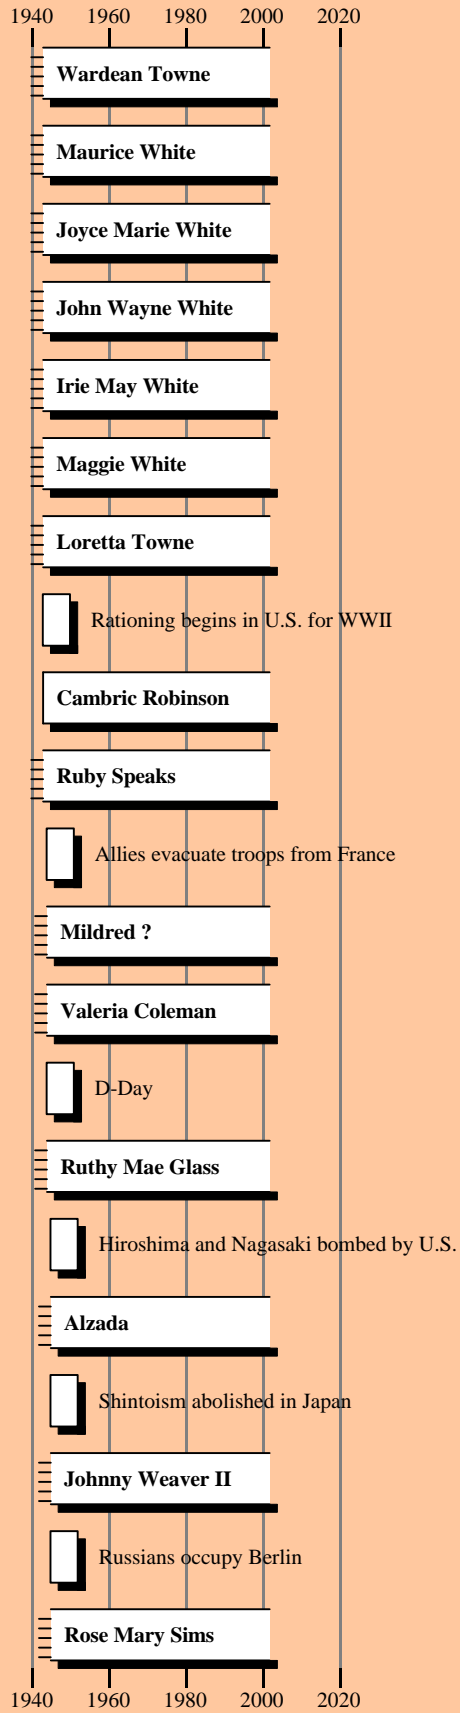 1940 1960 1980 2000 2020
Wardean Towne
Maurice White
Joyce Marie White
John Wayne White
Irie May White
Maggie White
Loretta Towne
Rationing begins in U.S. for WWII
Cambric Robinson
Ruby Speaks
Allies evacuate troops from France
Mildred ?
Valeria Coleman
D-Day
Ruthy Mae Glass
Hiroshima and Nagasaki bombed by U.S.
Alzada
Shintoism abolished in Japan
Johnny Weaver II
Russians occupy Berlin
Rose Mary Sims
1940 1960 1980 2000 2020